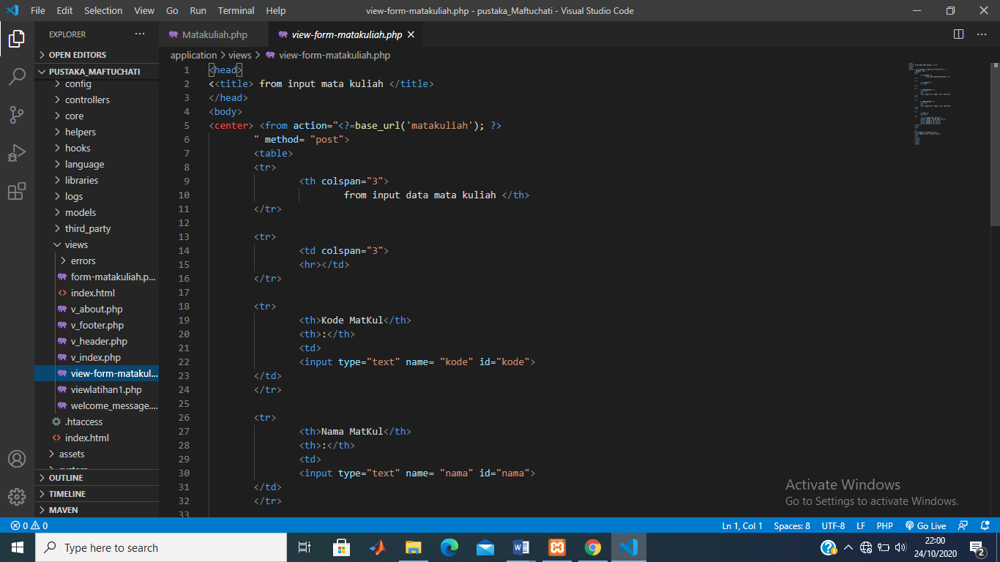 File Edit Selection View Go Run Terminal Help view-form-matakuliah.php - pustaka_Maftuchati - Visual Studio Code
EXPLORER
OPEN EDITORS
PUSTAKA_MAFTUCHATI
config
controllers
core
helpers
hooks
language
libraries
logs
models
third_party
views
errors
form-matakuliah.p...
index.html
v_about.php
v_footer.php
v_header.php
v_index.php
view-form-matakul...
viewlatihan1.php
welcome_message....
.htaccess
index.html
assets
system
OUTLINE
TIMELINE
MAVEN
Matakuliah.php view-form-matakuliah.php
application > views > view-form-matakuliah.php
1 <head>
2 <<title> from input mata kuliah </title>
3 </head>
4 <body>
5 <center> <from action="<?=base_url('matakuliah'); ?>
6 " method= "post">
7 <table>
8 <tr>
9 <th colspan="3">
10 from input data mata kuliah </th>
11 </tr>
12
13 <tr>
14 <td colspan="3">
15 <hr></td>
16 </tr>
17
18 <tr>
19 <th>Kode MatKul</th>
20 <th>:</th>
21 <td>
22 <input type="text" name= "kode" id="kode">
23 </td>
24 </tr>
25
26 <tr>
27 <th>Nama MatKul</th>
28 <th>:</th>
29 <td>
30 <input type="text" name= "nama" id="nama">
31 </td>
32 </tr>
33
Activate Windows
Go to Settings to activate Windows.
0 0 Ln 1, Col 1 Spaces: 8 UTF-8 LF PHP Go Live
Type here to search
22:00
24/10/2020
2